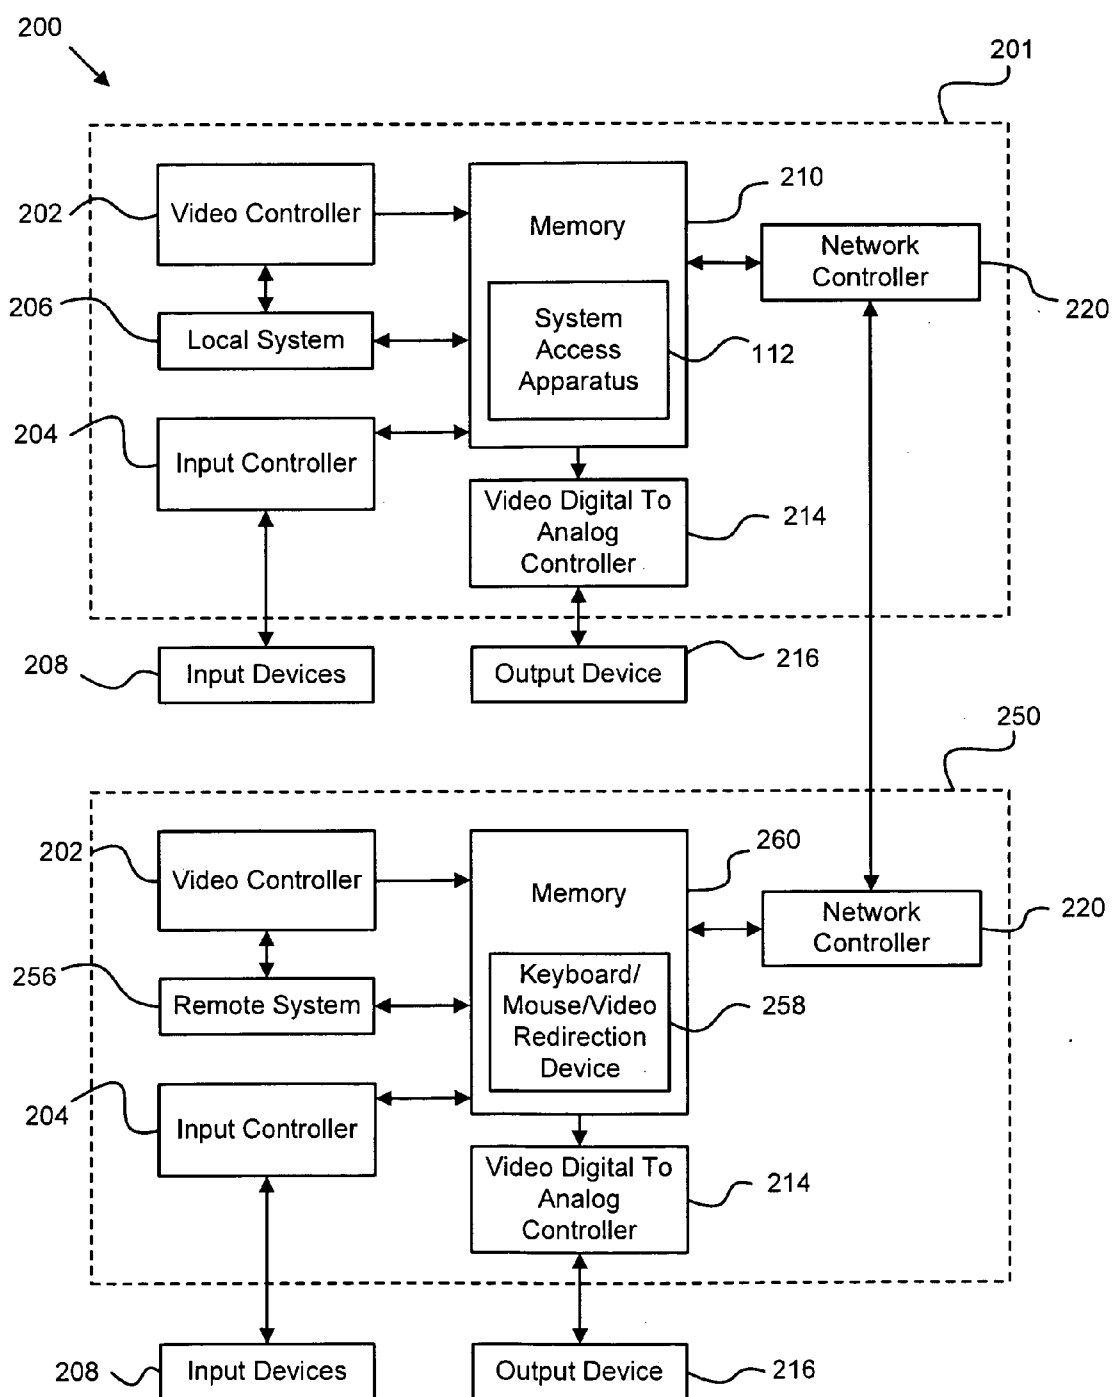 200
201
202
Video Controller
Memory
210
Network
Controller
220
206
Local System
System
Access
Apparatus
112
204
Input Controller
Video Digital To
Analog
Controller
214
208
Input Devices
Output Device
216
250
202
Video Controller
Memory
260
Network
Controller
220
256
Remote System
Keyboard/
Mouse/Video
Redirection
Device
258
204
Input Controller
Video Digital To
Analog
Controller
214
208
Input Devices
Output Device
216